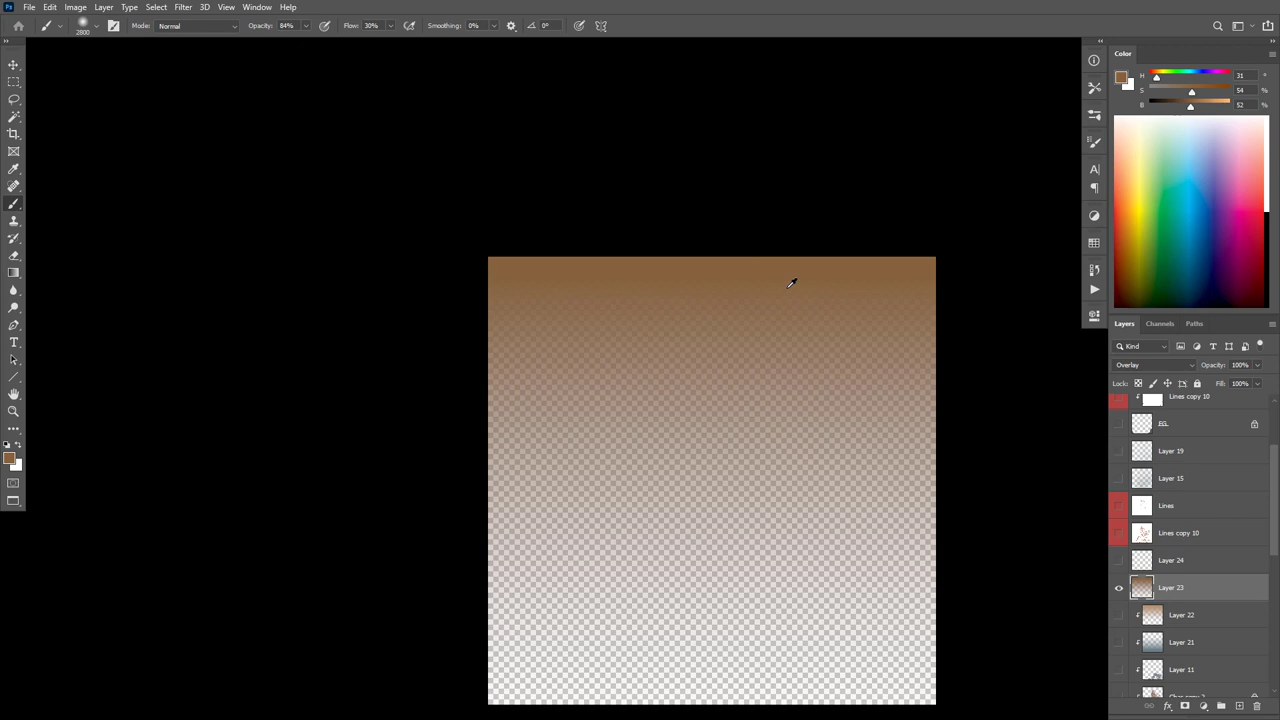 Ps File Edit Image Layer Type Select Filter 3D View Window Help
2800 Mode: Normal Opacity: 84% Flow: 30% Smoothing: 0% 0°
Color
H 31 °
S 54 %
B 52 %
Layers Channels Paths
Kind
Overlay Opacity: 100%
Lock: Fill: 100%
Lines copy 10
EG.
Layer 19
Layer 15
Lines
Lines copy 10
Layer 24
Layer 23
Layer 22
Layer 21
Layer 11